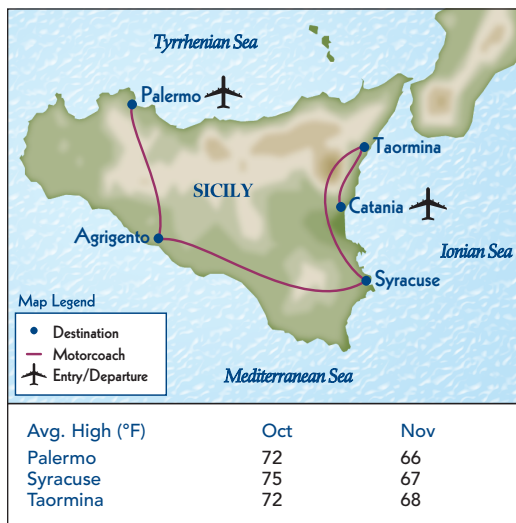 Tyrrhenian Sea
Palermo
Taormina
SICILY
Catania
Agrigento
Ionian Sea
Syracuse
Map Legend
Destination
Motorcoach
Entry/Departure
Mediterranean Sea
Avg. High (°F) Oct Nov
Palermo 72 66
Syracuse 75 67
Taormina 72 68